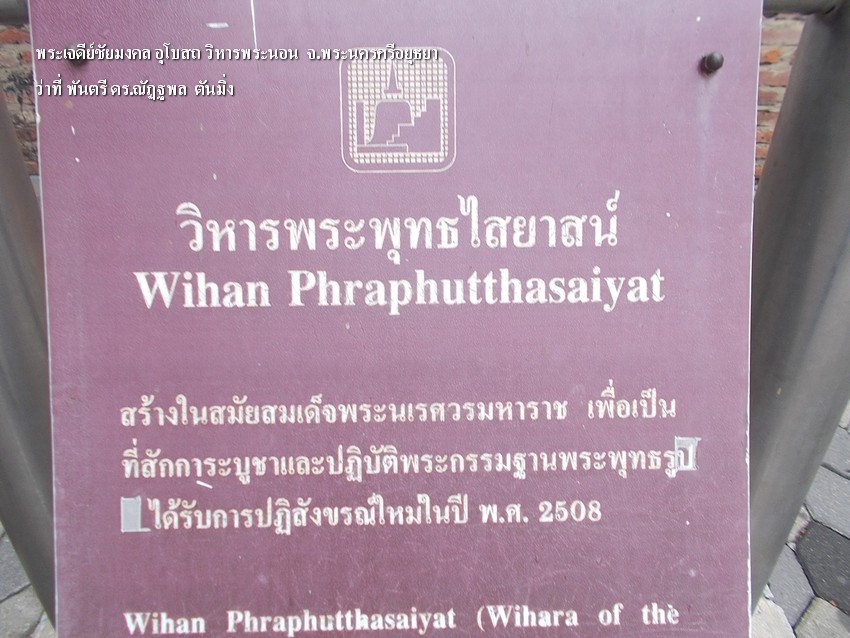 พระเจดีย์ชัยมงคล อุโบสถ วิหารพระนอน จ.พระนครศรีอยุธยา
ว่าที่ พันตรี ดร.ณัฏฐพล ตันมิ่ง
วิหารพระพุทธไสยาสน์
Wihan Phraphutthasaiyat
สร้างในสมัยสมเด็จพระนเรศวรมหาราช เพื่อเป็น
ที่สักการะบูชาและปฏิบัติพระกรรมฐานพระพุทธรูป
ได้รับการปฏิสังขรณ์ใหม่ในปี พ.ศ. 2508
Wihan Phraphutthasaiyat (Wihara of the